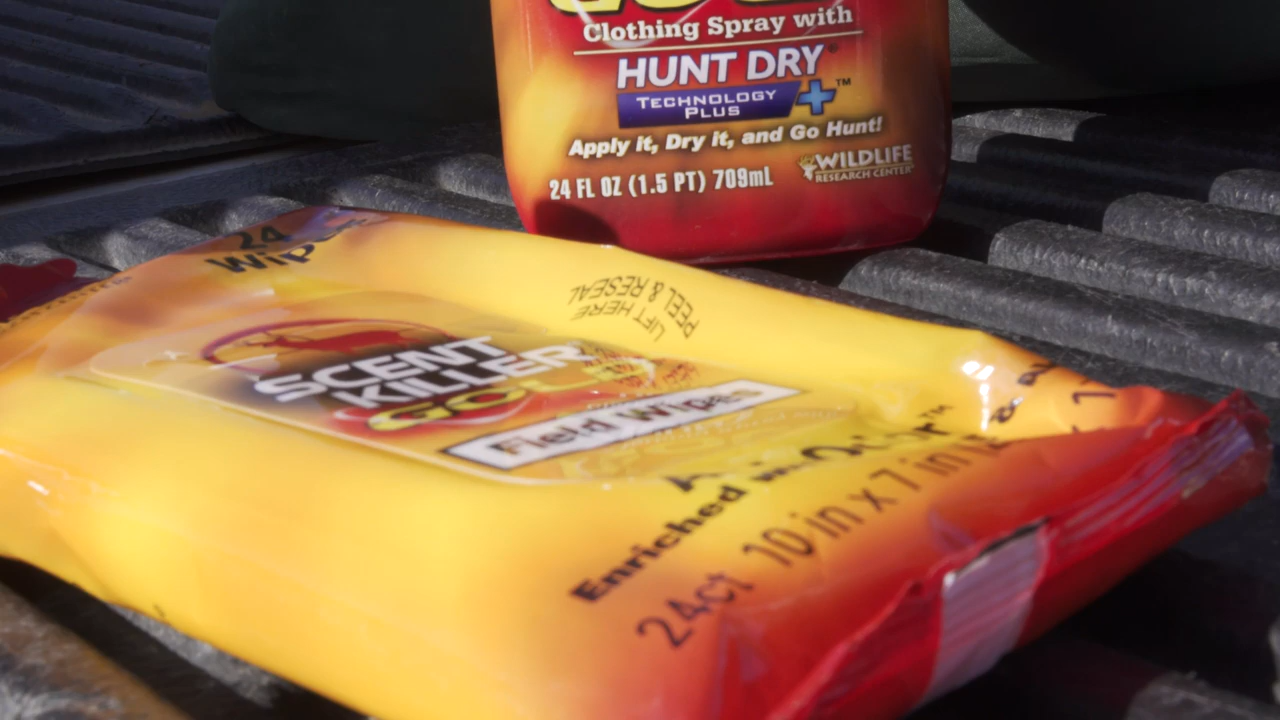 Clothing Spray with
HUNT DRY®
TECHNOLOGY
PLUS +™
Apply it, Dry it, and Go Hunt!
24 FL OZ (1.5 PT) 709mL
WILDLIFE
RESEARCH CENTER®
24
LIFT HERE
PEEL & RESEAL
SCENT
KILLER®
GOLD
Field Wipes
Enriched
24ct 10 in x 7 in